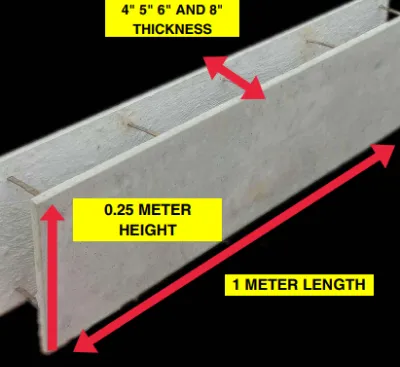 4" 5" 6" AND 8"
THICKNESS
0.25 METER
HEIGHT
1 METER LENGTH